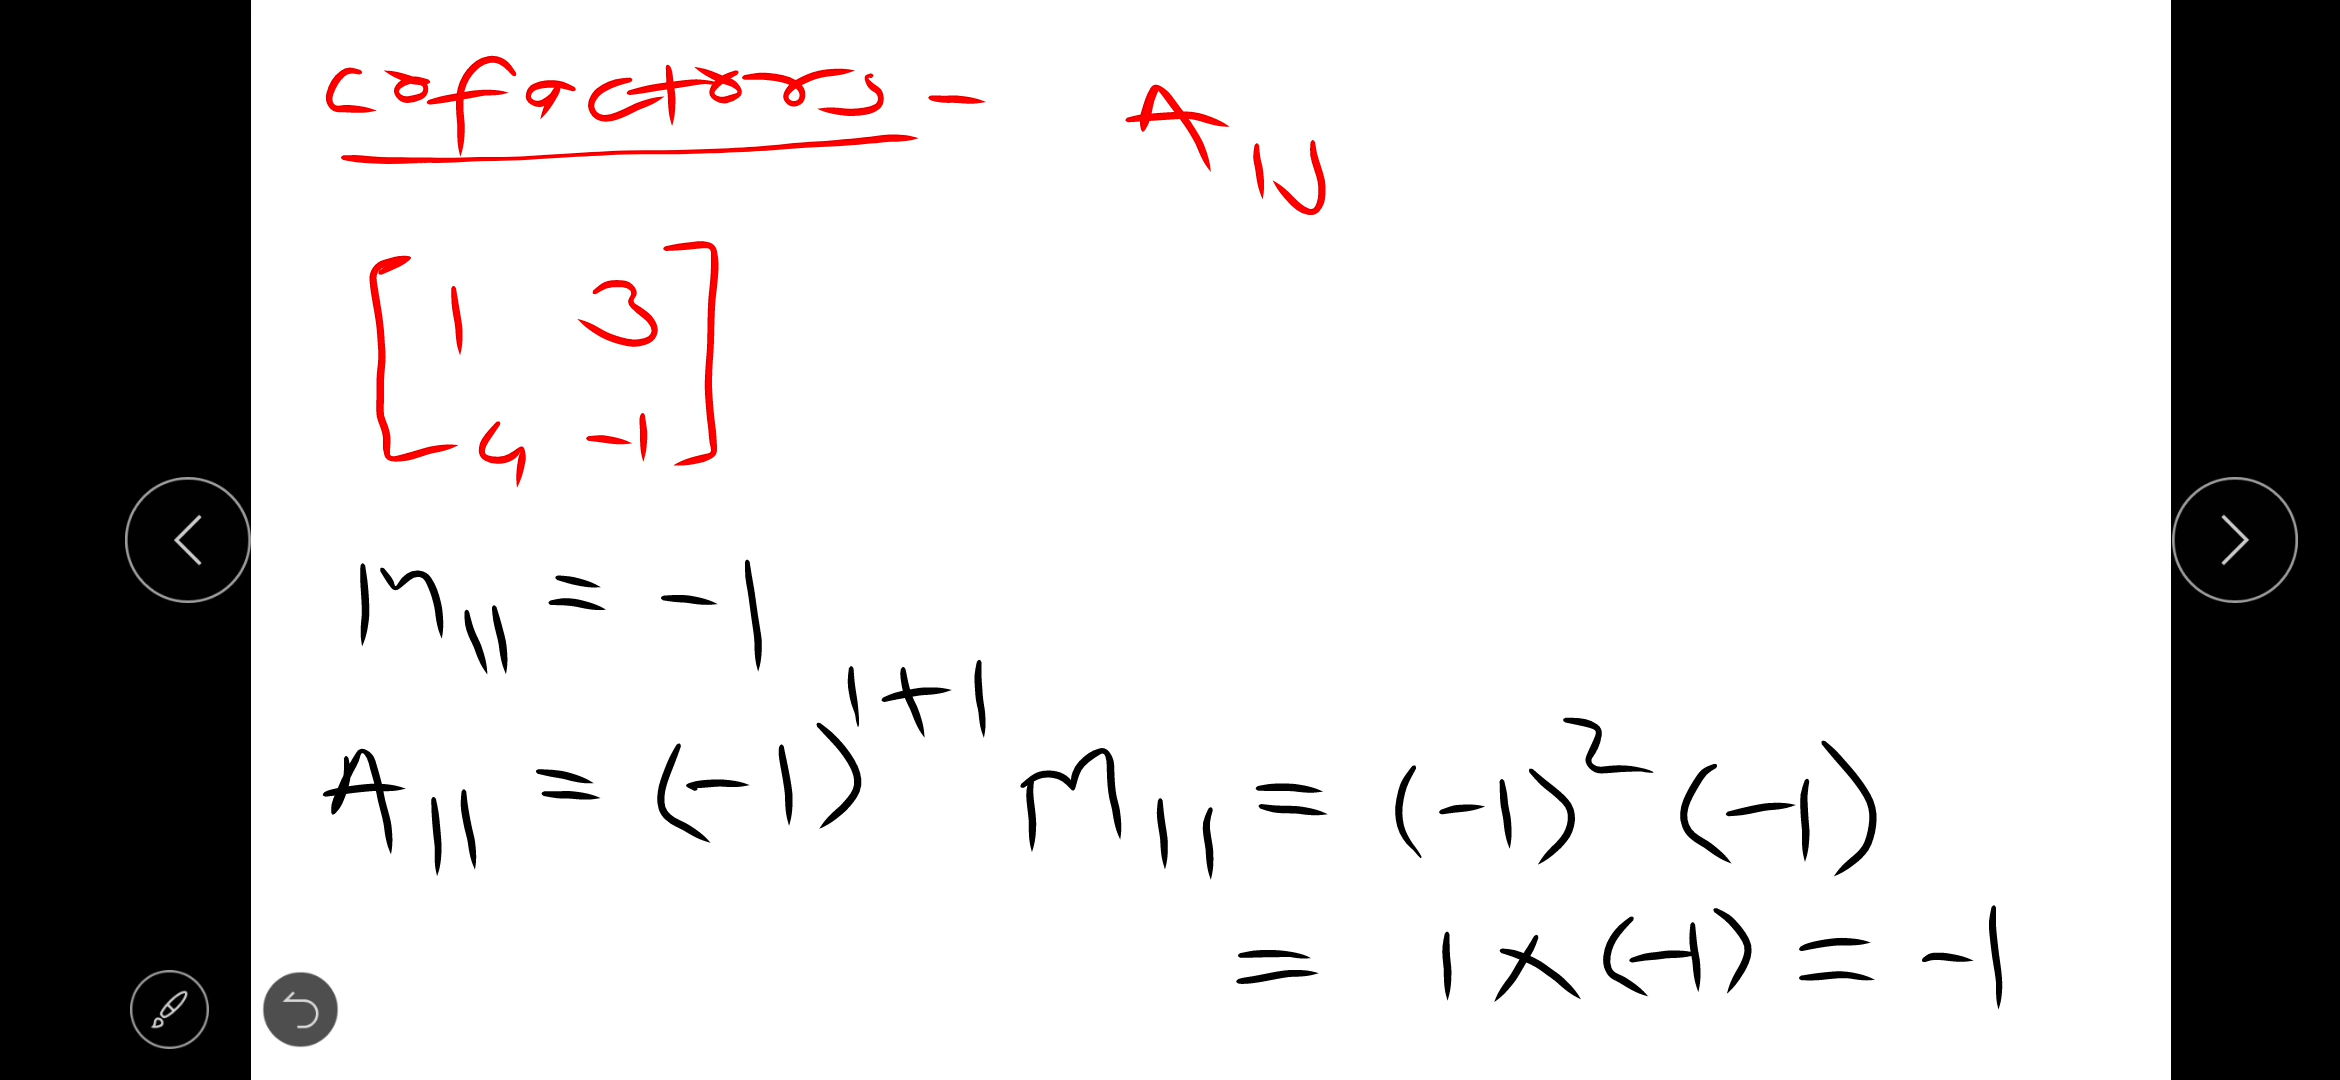 cofactors - Aij
[ 1 3
4 -1 ]
M₁₁ = -1
A₁₁ = (-1)¹⁺¹ M₁₁ = (-1)² (-1)
= 1 × (-1) = -1